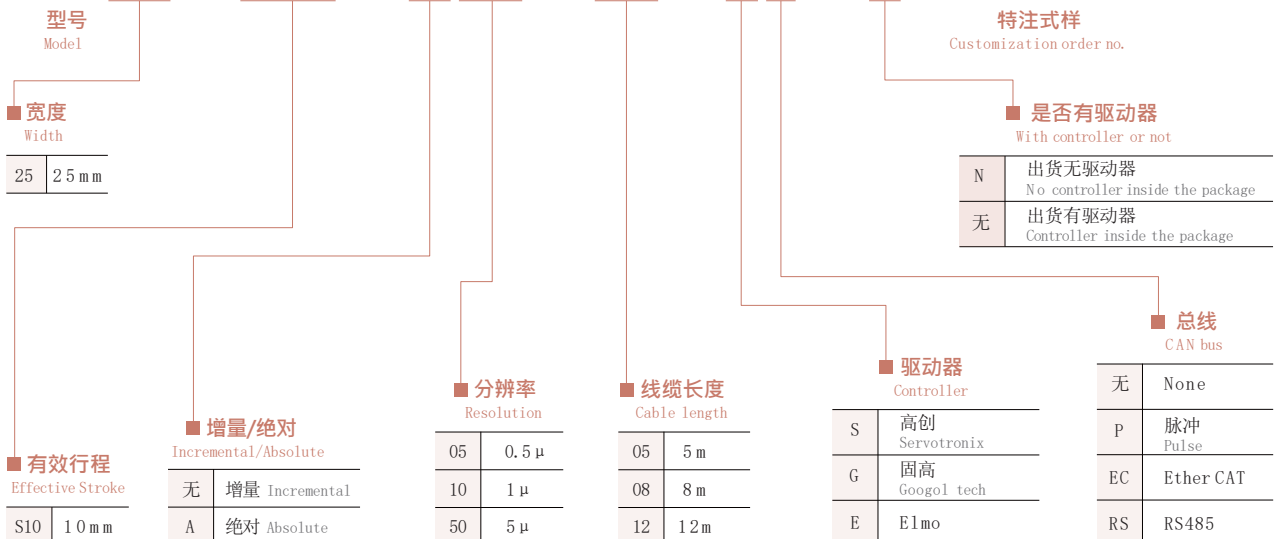 型号
Model
特注式样
Customization order no.
宽度
Width
25 25mm
是否有驱动器
With controller or not
N 出货无驱动器
No controller inside the package
无 出货有驱动器
Controller inside the package
总线
CAN bus
无 None
P 脉冲
Pulse
EC Ether CAT
RS RS485
驱动器
Controller
S 高创
Servotronix
G 固高
Googol tech
E Elmo
线缆长度
Cable length
05 5m
08 8m
12 12m
分辨率
Resolution
05 0.5μ
10 1μ
50 5μ
增量/绝对
Incremental/Absolute
无 增量 Incremental
A 绝对 Absolute
有效行程
Effective Stroke
S10 10mm